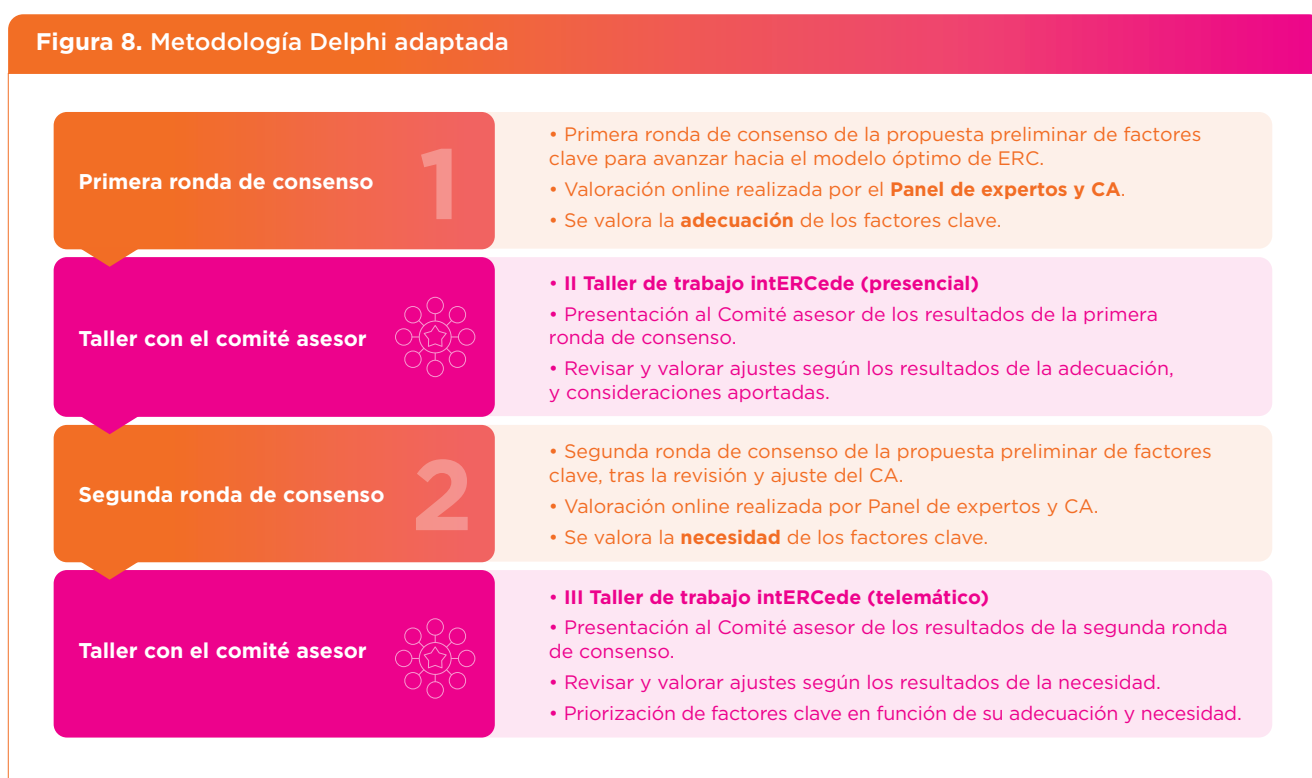 Figura 8. Metodología Delphi adaptada
Primera ronda de consenso
1
• Primera ronda de consenso de la propuesta preliminar de factores
clave para avanzar hacia el modelo óptimo de ERC.
• Valoración online realizada por el Panel de expertos y CA.
• Se valora la adecuación de los factores clave.
Taller con el comité asesor
• II Taller de trabajo intERCede (presencial)
• Presentación al Comité asesor de los resultados de la primera
ronda de consenso.
• Revisar y valorar ajustes según los resultados de la adecuación,
y consideraciones aportadas.
Segunda ronda de consenso
2
• Segunda ronda de consenso de la propuesta preliminar de factores
clave, tras la revisión y ajuste del CA.
• Valoración online realizada por Panel de expertos y CA.
• Se valora la necesidad de los factores clave.
Taller con el comité asesor
• III Taller de trabajo intERCede (telemático)
• Presentación al Comité asesor de los resultados de la segunda ronda
de consenso.
• Revisar y valorar ajustes según los resultados de la necesidad.
• Priorización de factores clave en función de su adecuación y necesidad.